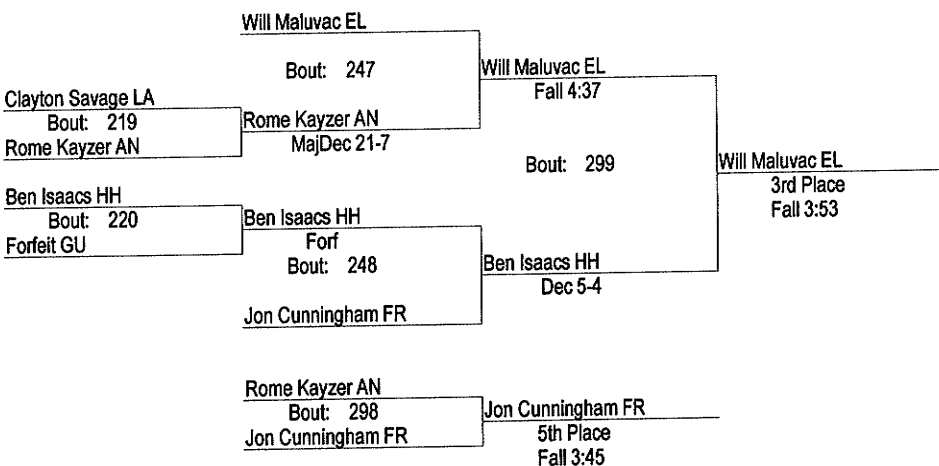 Will Maluvac EL
Bout: 247
Will Maluvac EL
Fall 4:37
Clayton Savage LA
Bout: 219
Rome Kayzer AN
Rome Kayzer AN
MajDec 21-7
Bout: 299
Will Maluvac EL
3rd Place
Fall 3:53
Ben Isaacs HH
Bout: 220
Forfeit GU
Ben Isaacs HH
Forf
Bout: 248
Ben Isaacs HH
Dec 5-4
Jon Cunningham FR
Rome Kayzer AN
Bout: 298
Jon Cunningham FR
Jon Cunningham FR
5th Place
Fall 3:45